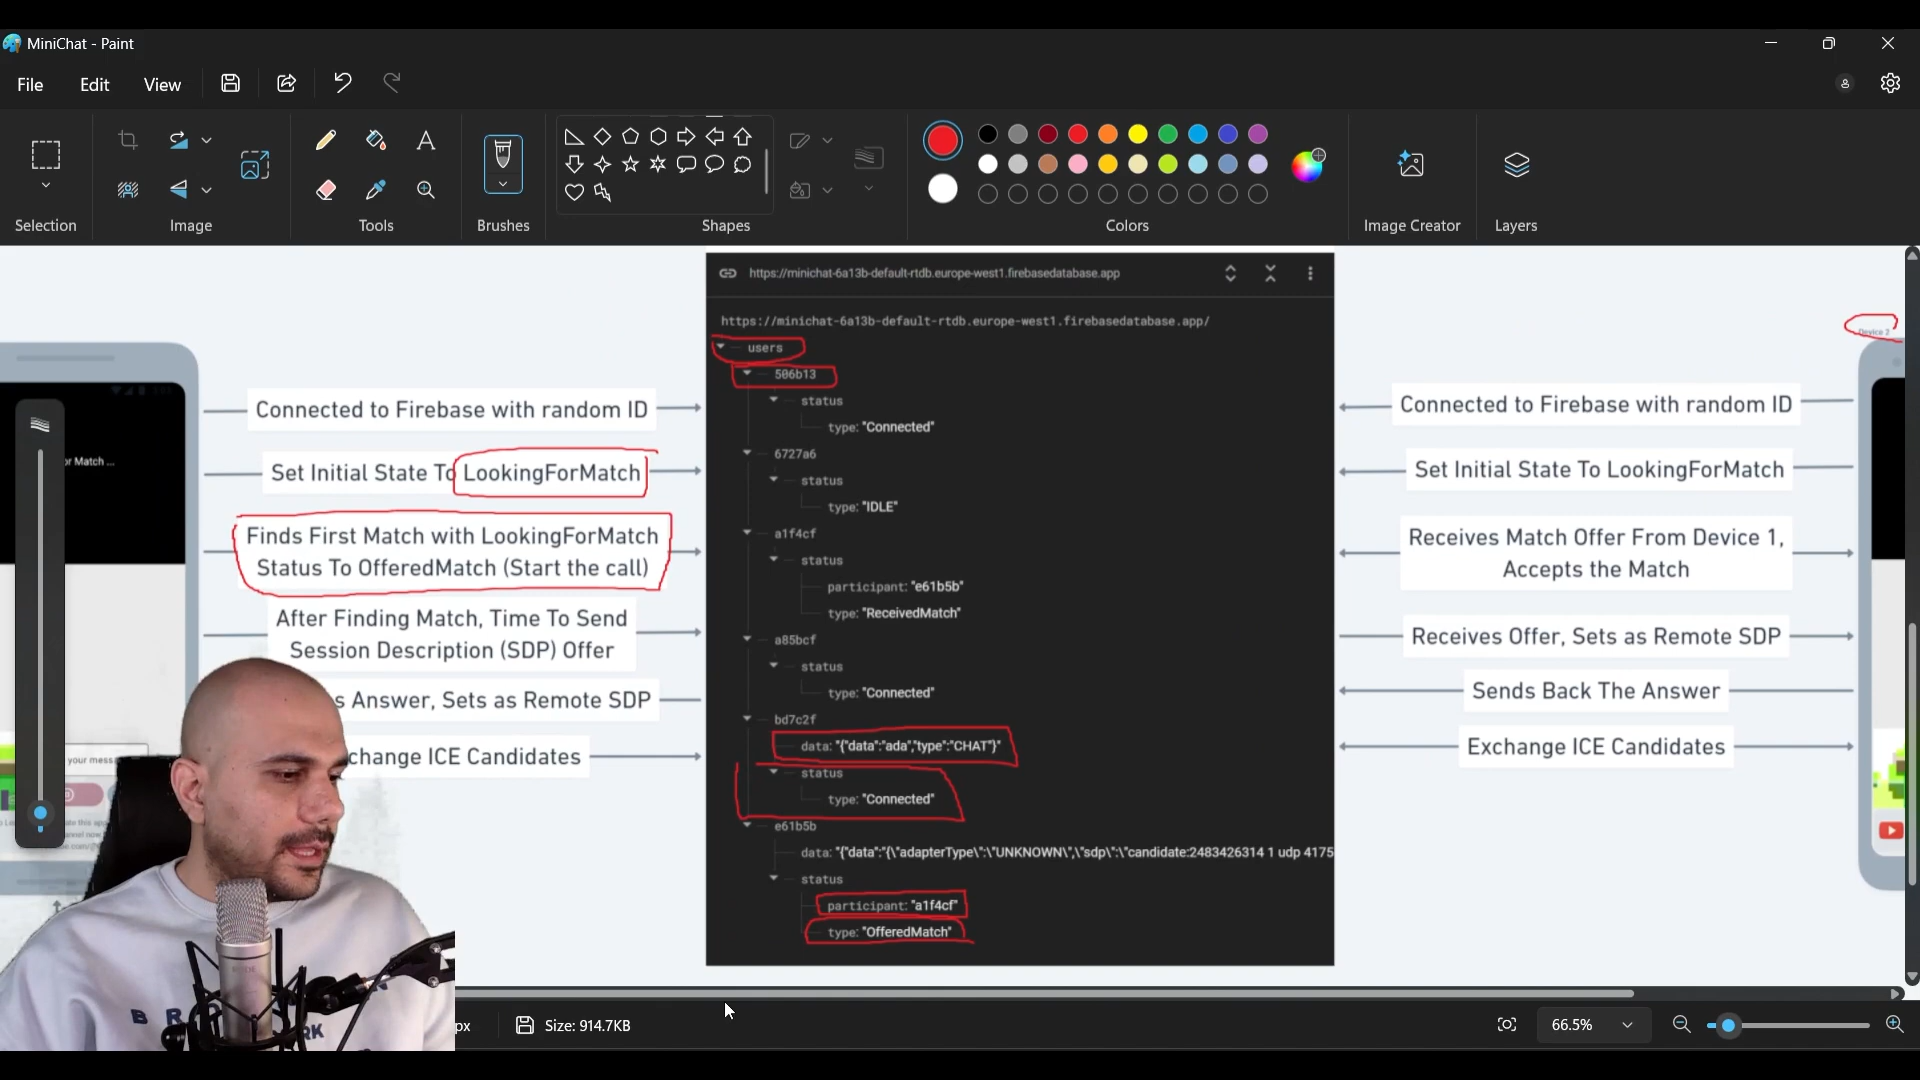 MiniChat - Paint
File Edit View
Selection Image Tools Brushes Shapes Colors Image Creator Layers
https://minichat-6a13b-default-rtdb.europe-west1.firebasedatabase.app
https://minichat-6a13b-default-rtdb.europe-west1.firebasedatabase.app/
users
506b13
status
type: "Connected"
6727a6
status
type: "IDLE"
a1f4cf
status
participant: "e61b5b"
type: "ReceivedMatch"
a85bcf
status
type: "Connected"
bd7c2f
data: "{"data":"ada","type":"CHAT"}"
status
type: "Connected"
e61b5b
data: "{"data":"{\"adapterType\":\"UNKNOWN\",\"sdp\":\"candidate:2483426314 1 udp 4175
status
participant: "a1f4cf"
type: "OfferedMatch"
Connected to Firebase with random ID
Set Initial State To LookingForMatch
Finds First Match with LookingForMatch
Status To OfferedMatch (Start the call)
After Finding Match, Time To Send
Session Description (SDP) Offer
s Answer, Sets as Remote SDP
change ICE Candidates
or Match ...
your mess
Device 2
Connected to Firebase with random ID
Set Initial State To LookingForMatch
Receives Match Offer From Device 1,
Accepts the Match
Receives Offer, Sets as Remote SDP
Sends Back The Answer
Exchange ICE Candidates
px
Size: 914.7KB
66.5%